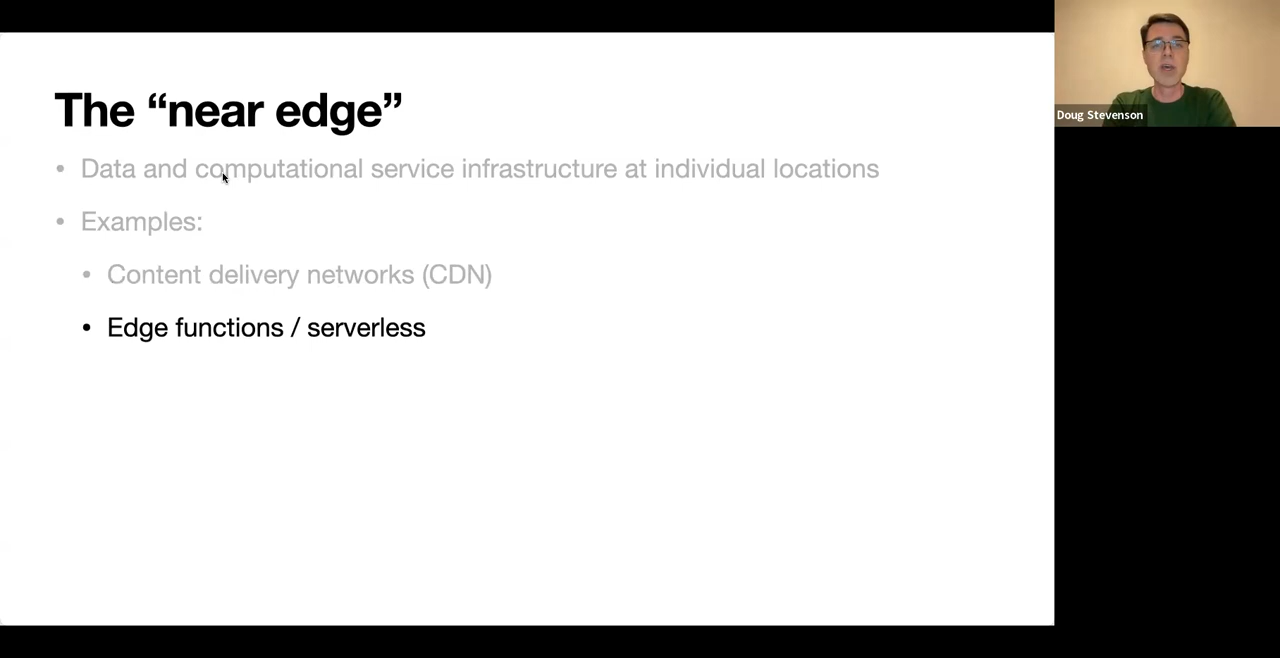 The “near edge”
• Data and computational service infrastructure at individual locations
• Examples:
• Content delivery networks (CDN)
• Edge functions / serverless
Doug Stevenson